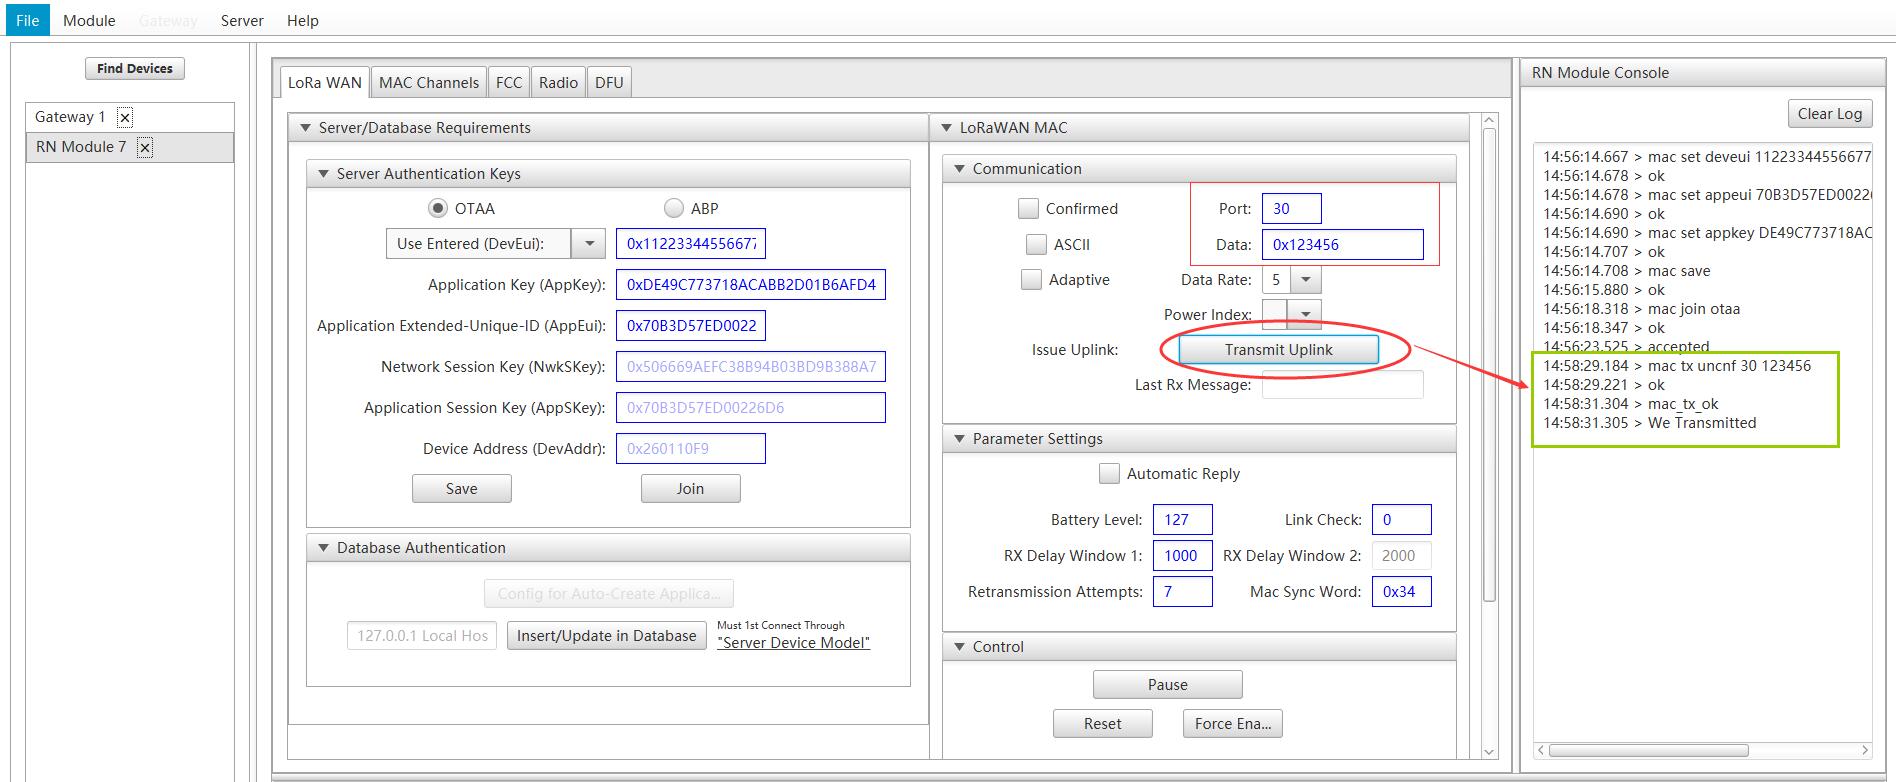 File Module Gateway Server Help
Find Devices
Gateway 1
RN Module 7
LoRa WAN MAC Channels FCC Radio DFU
Server/Database Requirements
Server Authentication Keys
OTAA ABP
Use Entered (DevEui): 0x11223344556677
Application Key (AppKey): 0xDE49C773718ACABB2D01B6AFD4
Application Extended-Unique-ID (AppEui): 0x70B3D57ED0022
Network Session Key (NwkSKey): 0x506669AEFC38B94B03BD9B388A7
Application Session Key (AppSKey): 0x70B3D57ED00226D6
Device Address (DevAddr): 0x260110F9
Save Join
Database Authentication
Config for Auto-Create Applica...
127.0.0.1 Local Hos Insert/Update in Database
Must 1st Connect Through
"Server Device Model"
LoRaWAN MAC
Communication
Confirmed Port: 30
ASCII Data: 0x123456
Adaptive Data Rate: 5
Power Index:
Issue Uplink: Transmit Uplink
Last Rx Message:
Parameter Settings
Automatic Reply
Battery Level: 127 Link Check: 0
RX Delay Window 1: 1000 RX Delay Window 2: 2000
Retransmission Attempts: 7 Mac Sync Word: 0x34
Control
Pause
Reset Force Ena...
RN Module Console
Clear Log
14:56:14.667 > mac set deveui 11223344556677
14:56:14.678 > ok
14:56:14.678 > mac set appeui 70B3D57ED00226
14:56:14.690 > ok
14:56:14.690 > mac set appkey DE49C773718AC
14:56:14.707 > ok
14:56:14.708 > mac save
14:56:15.880 > ok
14:56:18.318 > mac join otaa
14:56:18.347 > ok
14:56:23.525 > accepted
14:58:29.184 > mac tx uncnf 30 123456
14:58:29.221 > ok
14:58:31.304 > mac_tx_ok
14:58:31.305 > We Transmitted